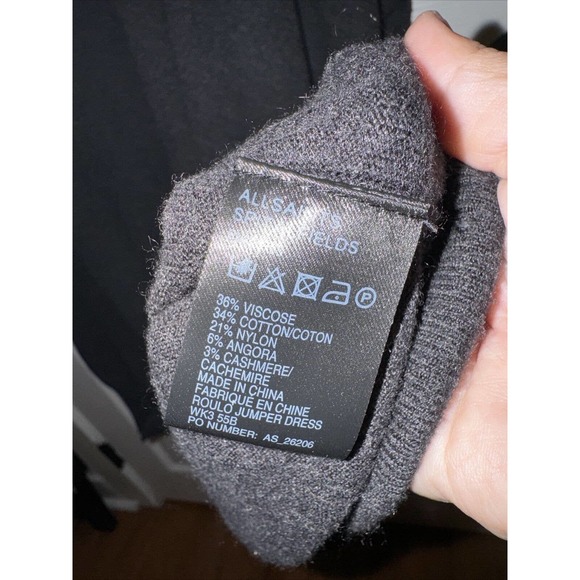 ALLSAINTS
SPITALFIELDS
P
36% VISCOSE
34% COTTON/COTON
21% NYLON
6% ANGORA
3% CASHMERE/
CACHEMIRE
MADE IN CHINA
FABRIQUÉ EN CHINE
ROULO JUMPER DRESS
WK3 55B
PO NUMBER: AS_26206